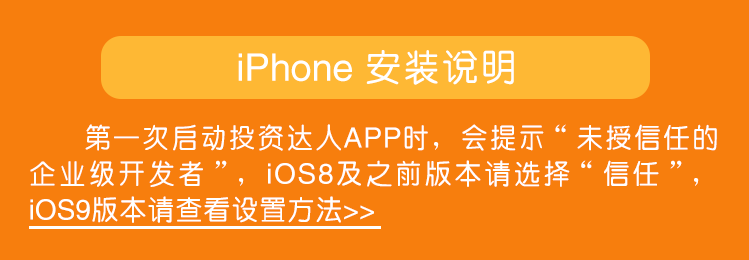 iPhone 安装说明
第一次启动投资达人APP时，会提示“未授信任的
企业级开发者”，iOS8及之前版本请选择“信任”，
iOS9版本请查看设置方法>>